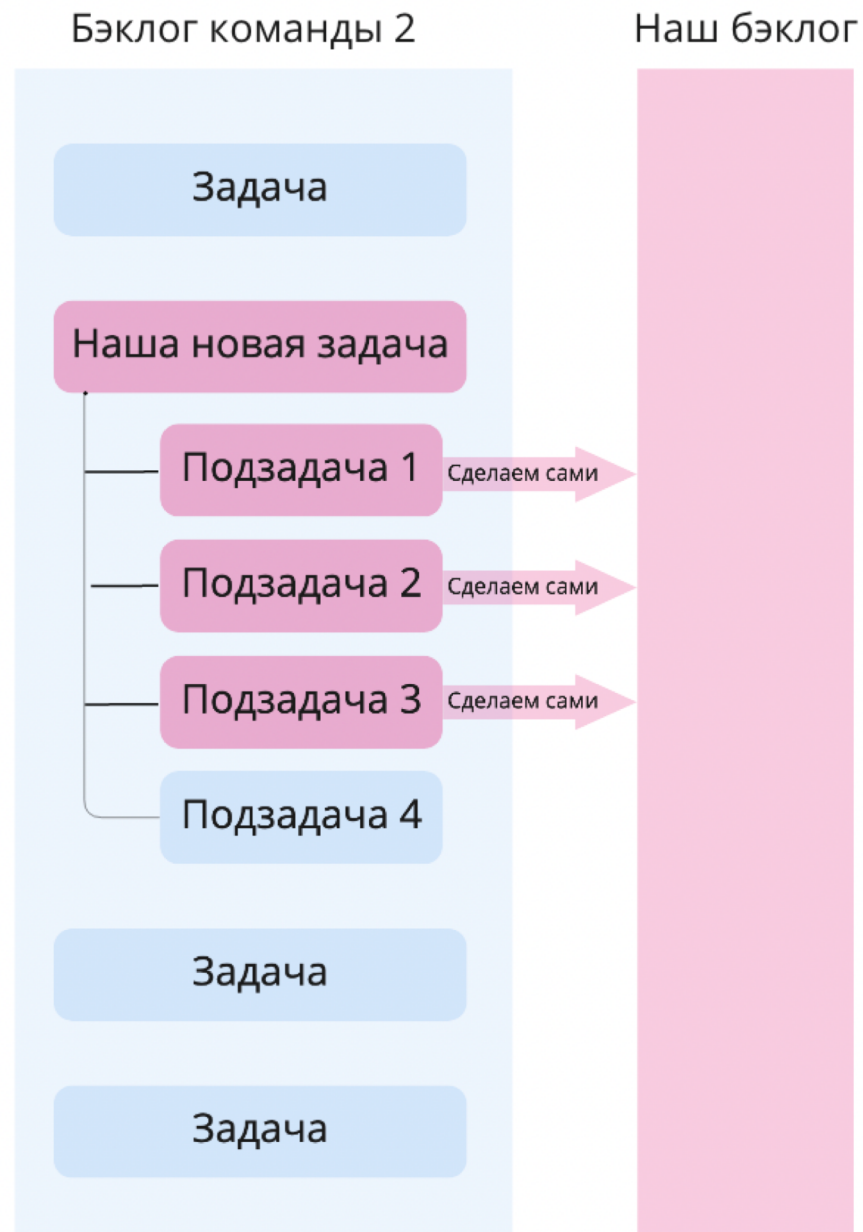 Бэклог команды 2
Наш бэклог
Задача
Наша новая задача
Подзадача 1
Сделаем сами
Подзадача 2
Сделаем сами
Подзадача 3
Сделаем сами
Подзадача 4
Задача
Задача